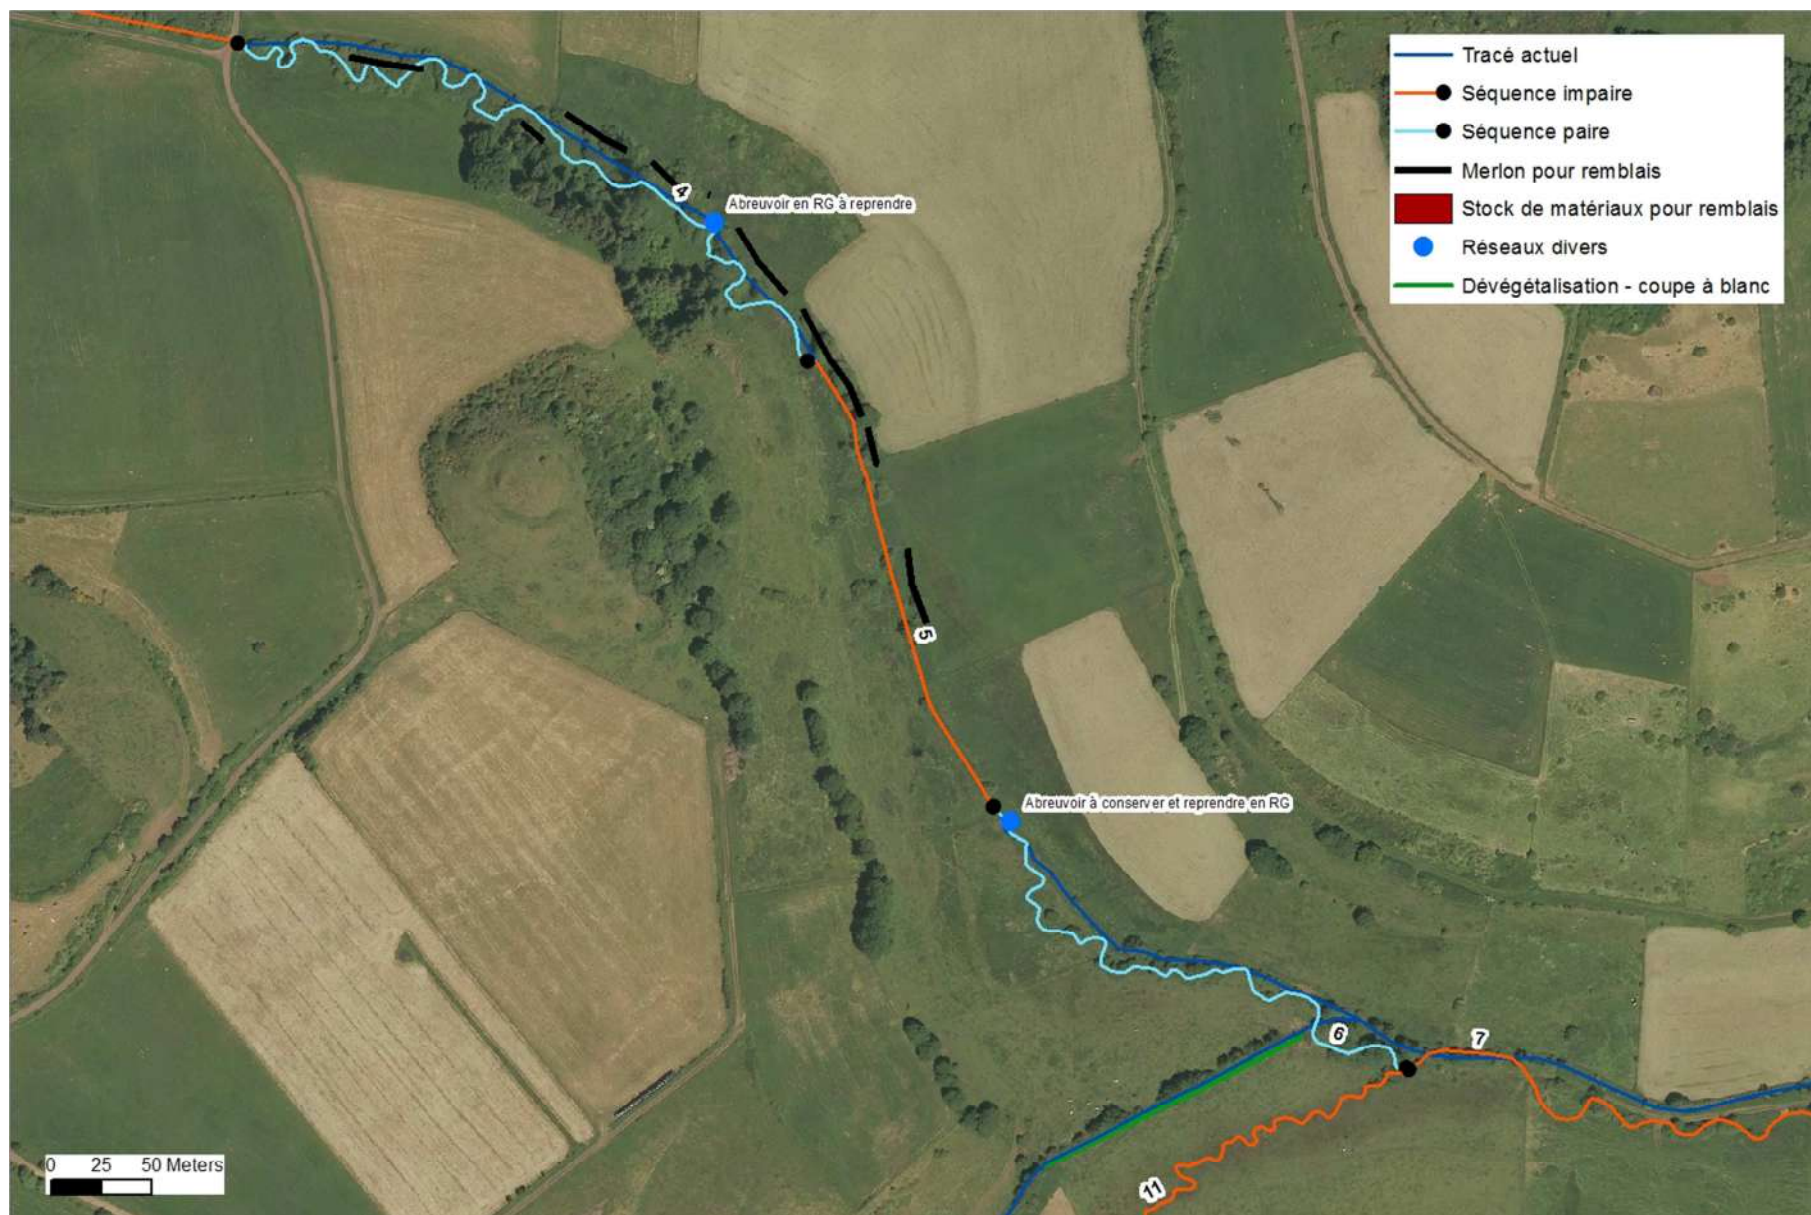 Tracé actuel
Séquence impaire
Séquence paire
Merlon pour remblais
Stock de matériaux pour remblais
Réseaux divers
Dévégétalisation - coupe à blanc
4
Abreuvoir en RG à reprendre
5
Abreuvoir à conserver et reprendre en RG
6
7
11
0 25 50 Meters